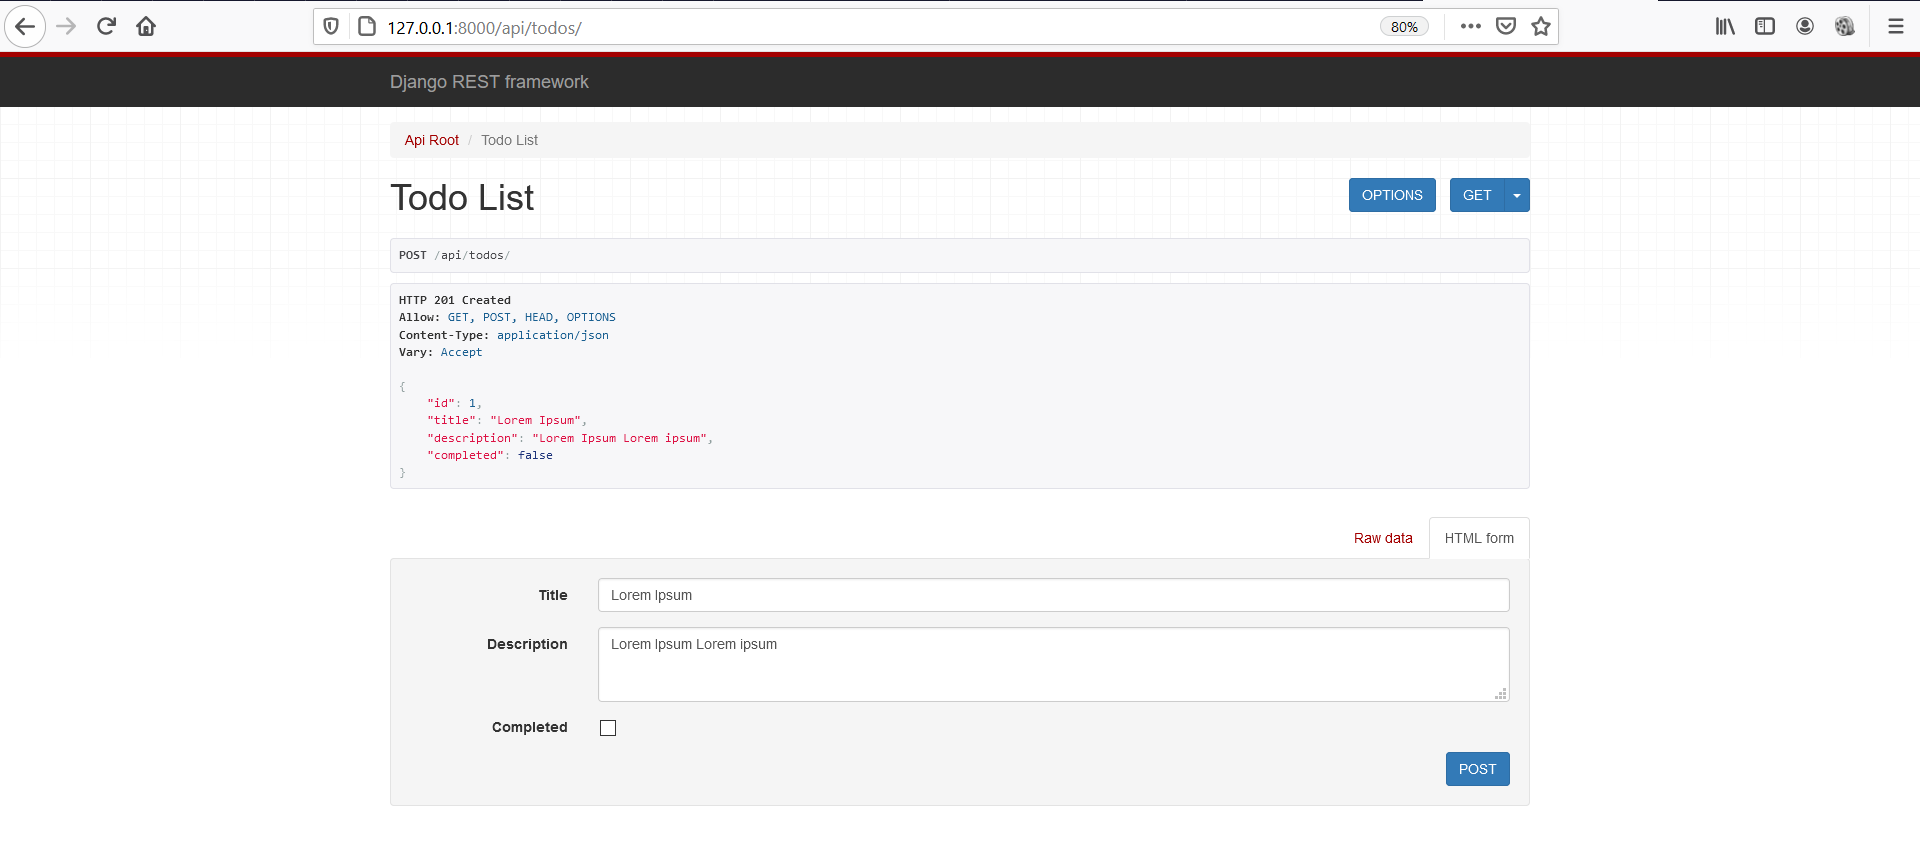 127.0.0.1:8000/api/todos/ 80%
Django REST framework
Api Root / Todo List
Todo List OPTIONS GET
POST /api/todos/
HTTP 201 Created
Allow: GET, POST, HEAD, OPTIONS
Content-Type: application/json
Vary: Accept
{
"id": 1,
"title": "Lorem Ipsum",
"description": "Lorem Ipsum Lorem ipsum",
"completed": false
}
Raw data HTML form
Title Lorem Ipsum
Description Lorem Ipsum Lorem ipsum
Completed
POST